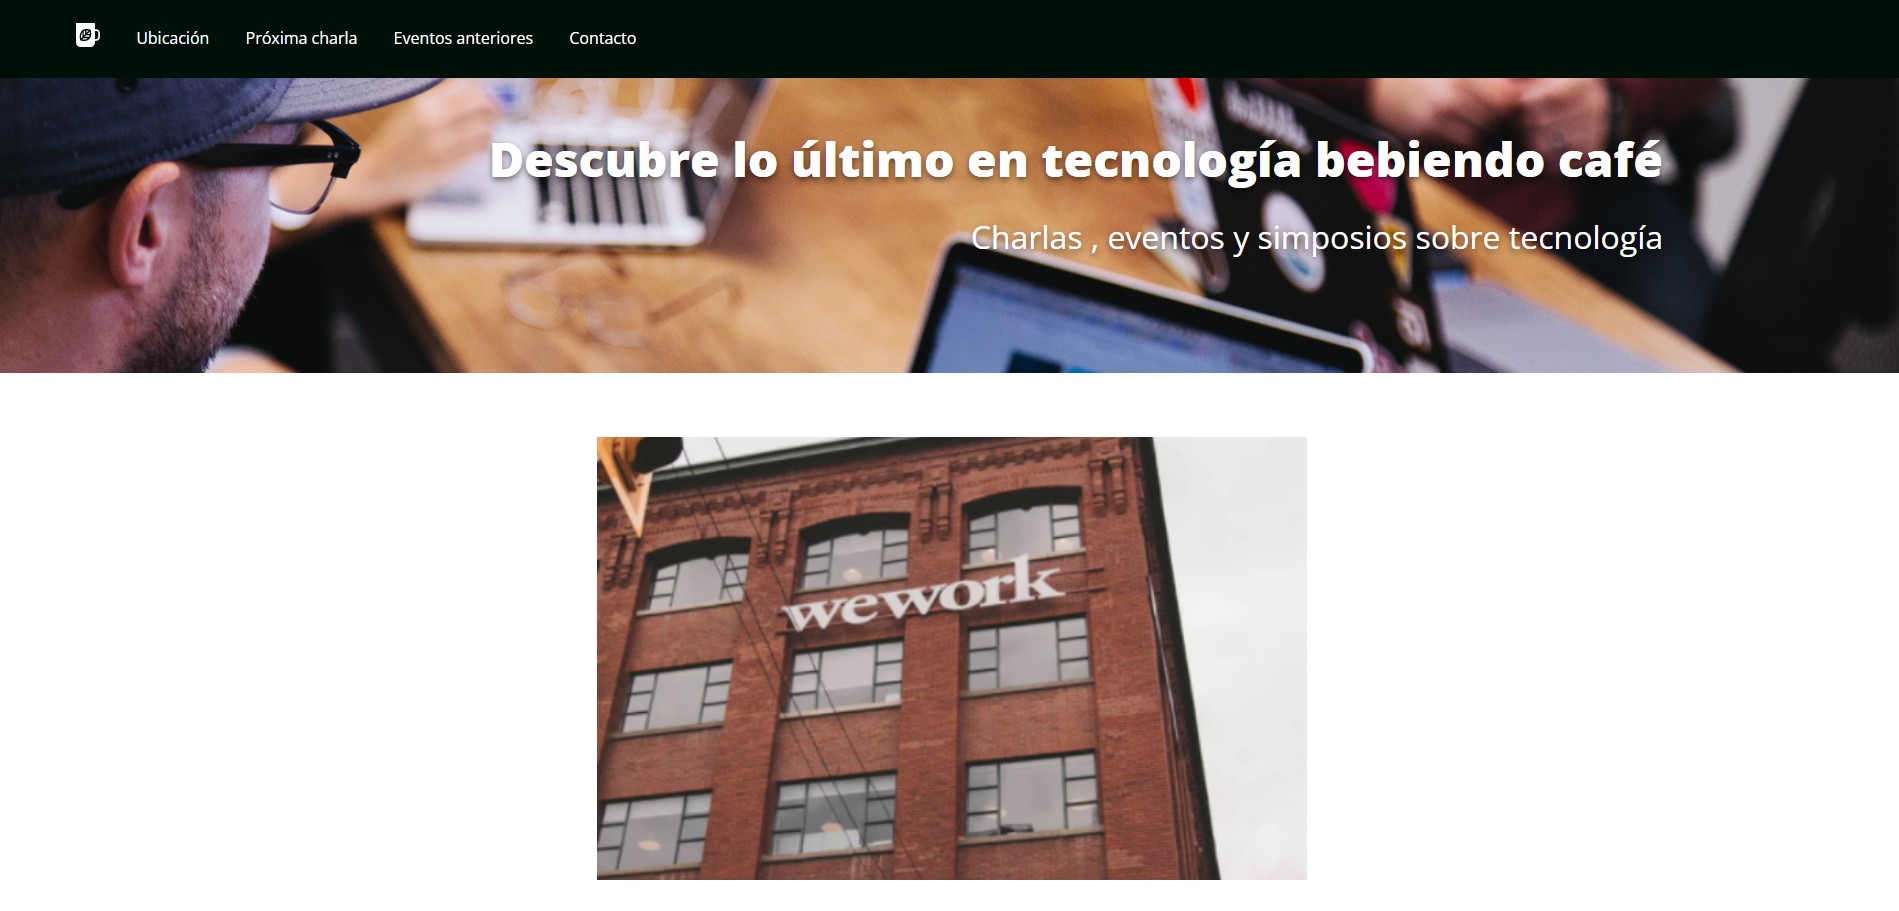 Ubicación Próxima charla Eventos anteriores Contacto
Descubre lo último en tecnología bebiendo café
Charlas , eventos y simposios sobre tecnología
wework